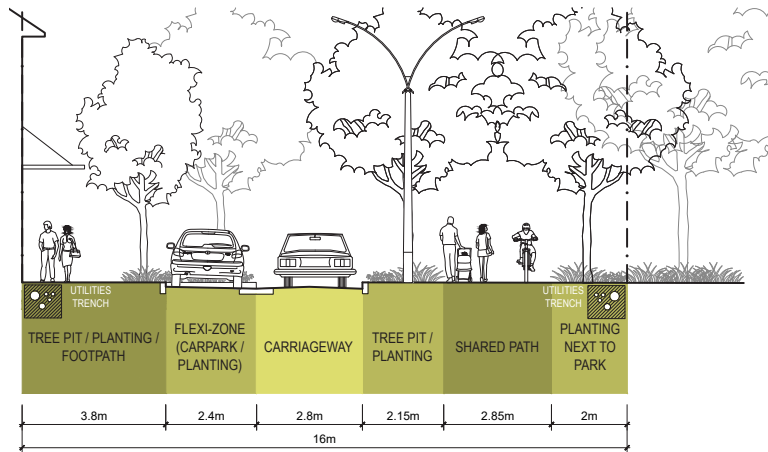 UTILITIES
TRENCH
UTILITIES
TRENCH
TREE PIT / PLANTING /
FOOTPATH
FLEXI-ZONE
(CARPARK /
PLANTING)
CARRIAGEWAY
TREE PIT /
PLANTING
SHARED PATH
PLANTING
NEXT TO
PARK
3.8m
2.4m
2.8m
2.15m
2.85m
2m
16m